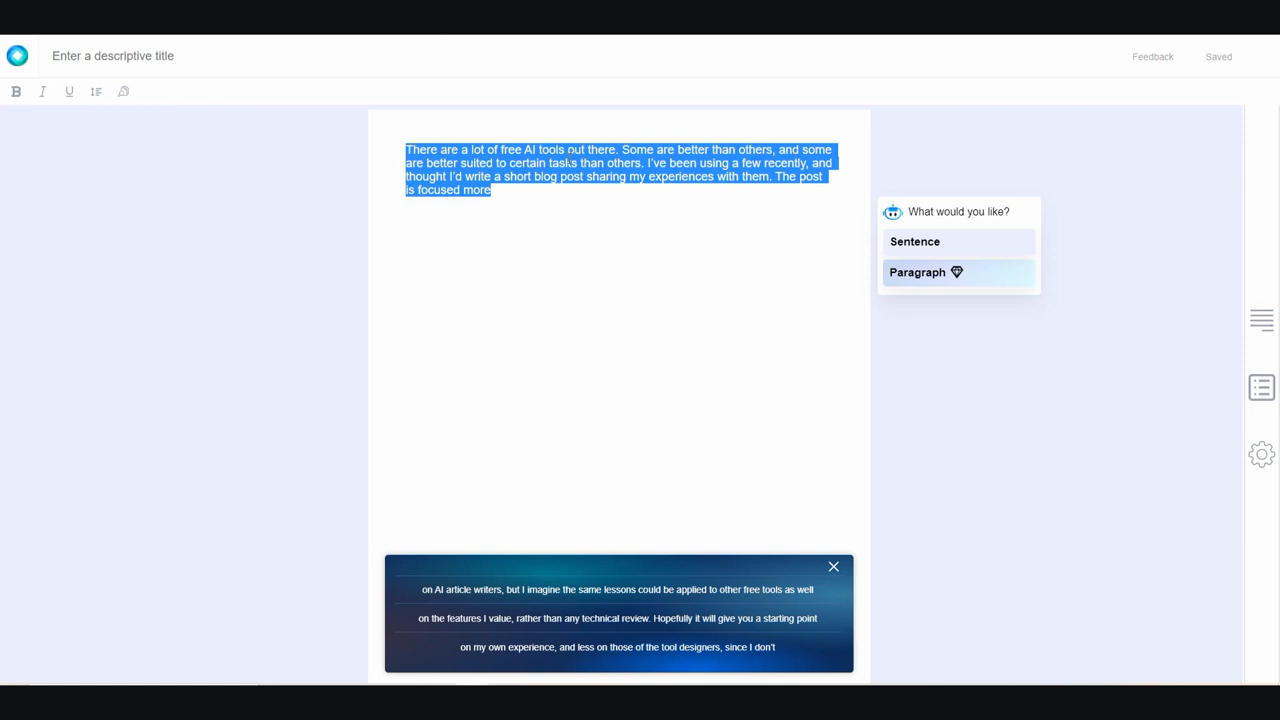 Enter a descriptive title
Feedback
Saved
B I U
There are a lot of free AI tools out there. Some are better than others, and some
are better suited to certain tasks than others. I've been using a few recently, and
thought I'd write a short blog post sharing my experiences with them. The post
is focused more
What would you like?
Sentence
Paragraph
on AI article writers, but I imagine the same lessons could be applied to other free tools as well
on the features I value, rather than any technical review. Hopefully it will give you a starting point
on my own experience, and less on those of the tool designers, since I don't